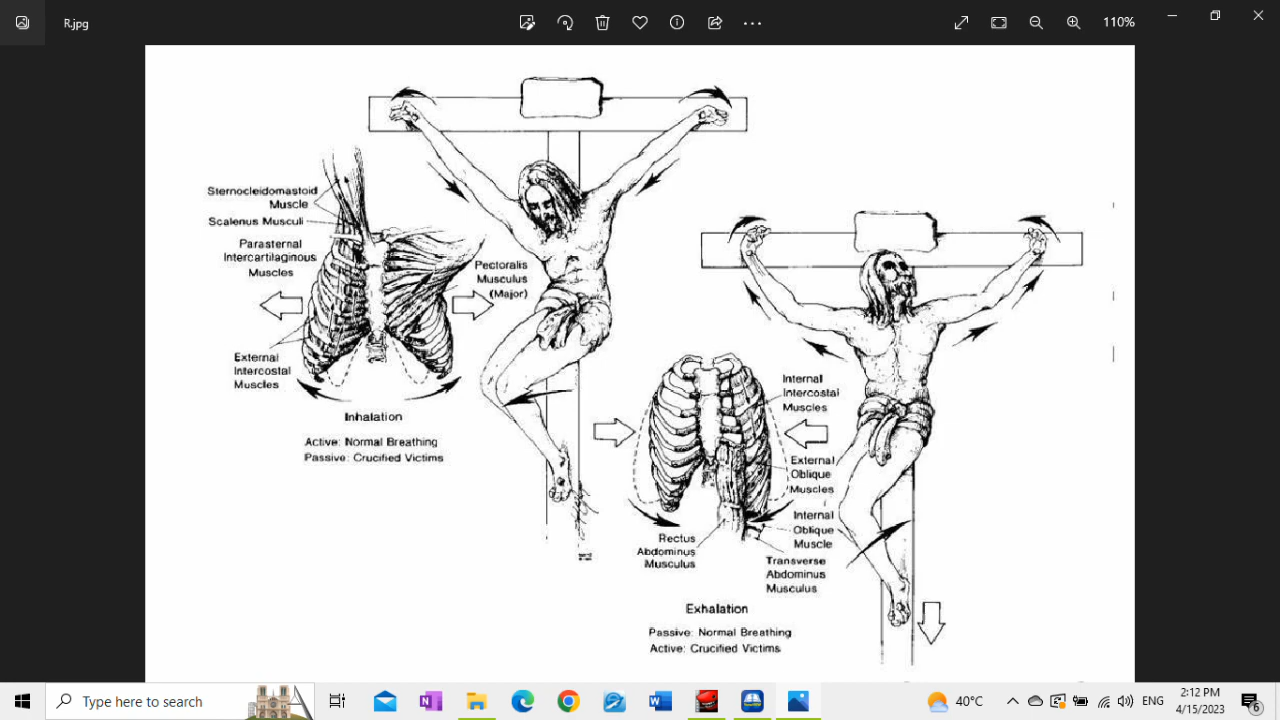 R.jpg
110%
Sternocleidomastoid
Muscle
Scalenus Musculi
Parasternal
Intercartilaginous
Muscles
Pectoralis
Musculus
(Major)
External
Intercostal
Muscles
Inhalation
Active: Normal Breathing
Passive: Crucified Victims
Internal
Intercostal
Muscles
External
Oblique
Muscles
Internal
Oblique
Muscle
Rectus
Abdominus
Musculus
Transverse
Abdominus
Musculus
Exhalation
Passive: Normal Breathing
Active: Crucified Victims
Type here to search
40°C
ENG
2:12 PM
4/15/2023
6